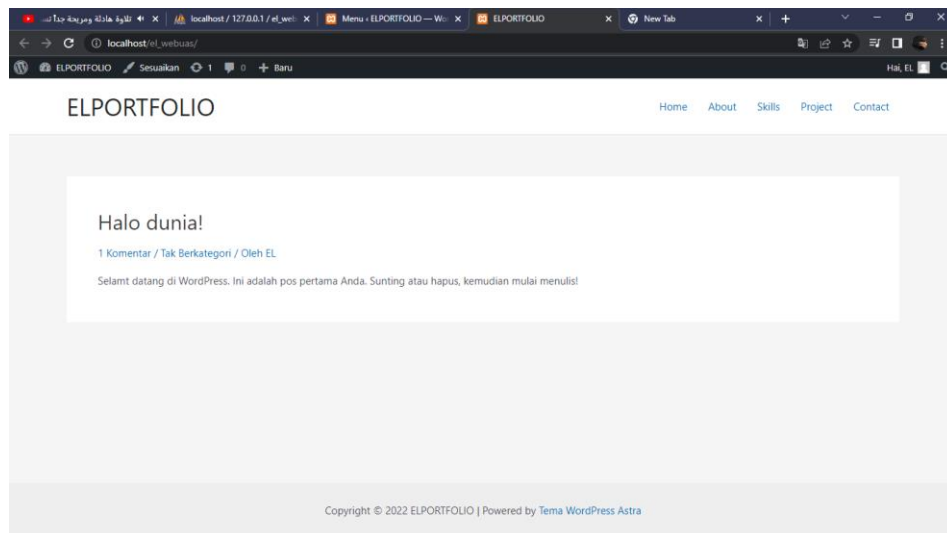 تلاوة هادئة ومريحة جداً تسـ
localhost / 127.0.0.1 / el_web
Menu ‹ ELPORTFOLIO — Wo
ELPORTFOLIO
New Tab
localhost/el_webuas/
ELPORTFOLIO Sesuaikan 1 0 + Baru Hai, EL
ELPORTFOLIO
Home About Skills Project Contact
Halo dunia!
1 Komentar / Tak Berkategori / Oleh EL
Selamt datang di WordPress. Ini adalah pos pertama Anda. Sunting atau hapus, kemudian mulai menulis!
Copyright © 2022 ELPORTFOLIO | Powered by Tema WordPress Astra